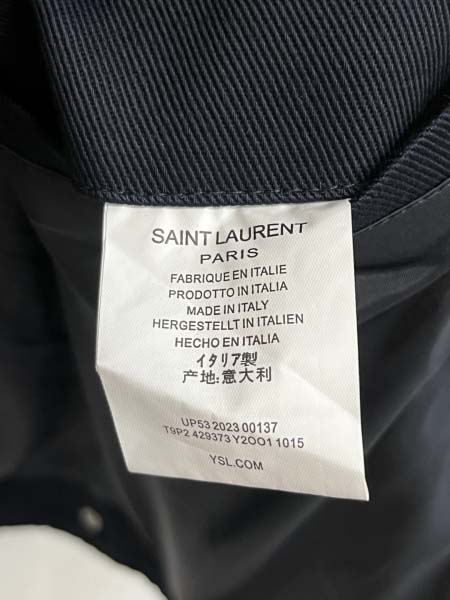 SAINT LAURENT
PARIS
FABRIQUE EN ITALIE
PRODOTTO IN ITALIA
MADE IN ITALY
HERGESTELLT IN ITALIEN
HECHO EN ITALIA
イタリア製
产地:意大利
UP53 2023 00137
T9P2 429373 Y2OO1 1015
YSL.COM